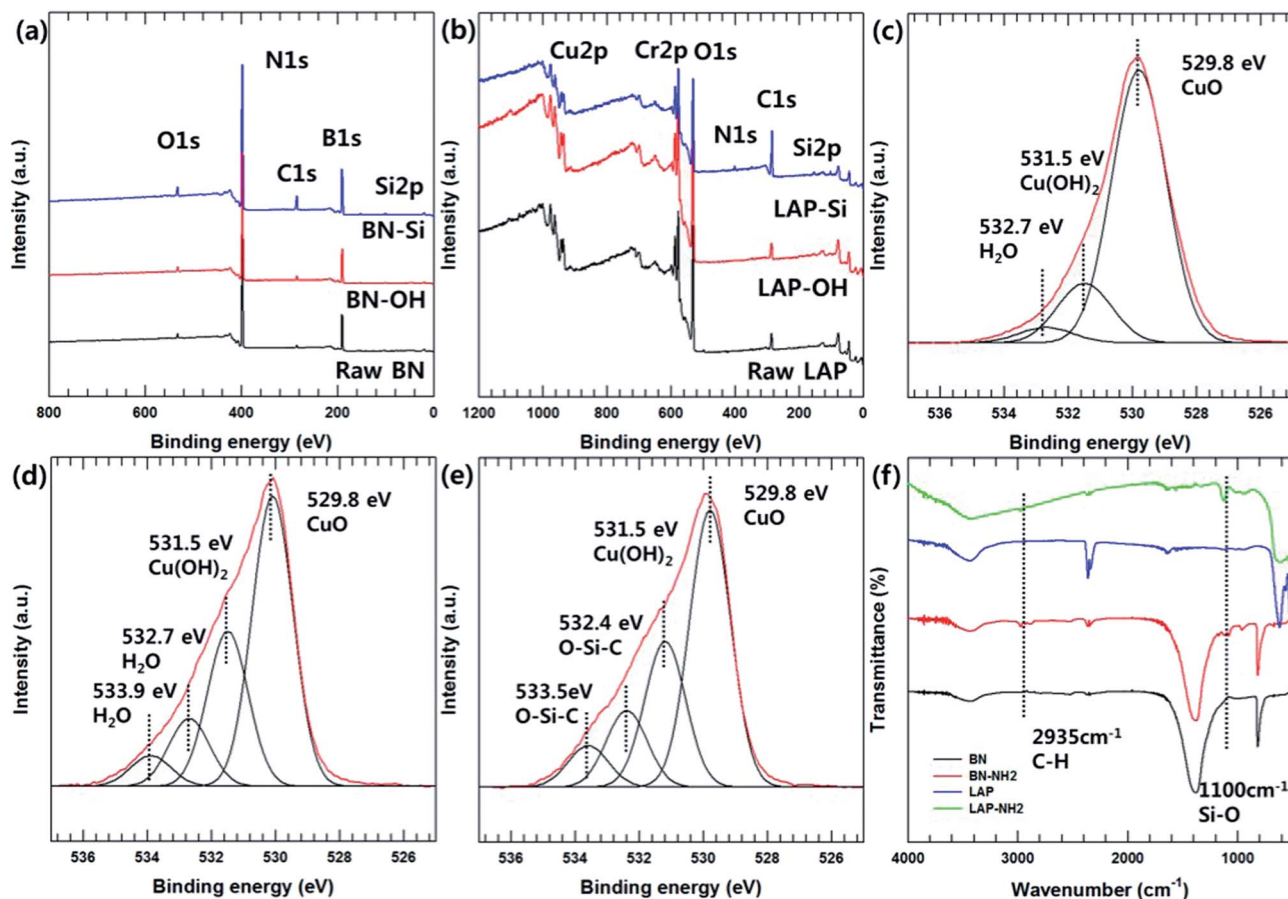 (a)
N1s
O1s
B1s
C1s
Si2p
BN-Si
BN-OH
Raw BN
Intensity (a.u.)
800 600 400 200 0
Binding energy (eV)
(b)
Cu2p
Cr2p
O1s
C1s
N1s
Si2p
LAP-Si
LAP-OH
Raw LAP
Intensity (a.u.)
1200 1000 800 600 400 200 0
Binding energy (eV)
(c)
529.8 eV
CuO
531.5 eV
Cu(OH)2
532.7 eV
H2O
Intensity (a.u.)
536 534 532 530 528 526
Binding energy (eV)
(d)
529.8 eV
CuO
531.5 eV
Cu(OH)2
532.7 eV
H2O
533.9 eV
H2O
Intensity (a.u.)
536 534 532 530 528 526
Binding energy (eV)
(e)
529.8 eV
CuO
531.5 eV
Cu(OH)2
532.4 eV
O-Si-C
533.5eV
O-Si-C
Intensity (a.u.)
536 534 532 530 528 526
Binding energy (eV)
(f)
2935cm-1
C-H
1100cm-1
Si-O
BN
BN-NH2
LAP
LAP-NH2
Transmittance (%)
4000 3000 2000 1000
Wavenumber (cm-1)